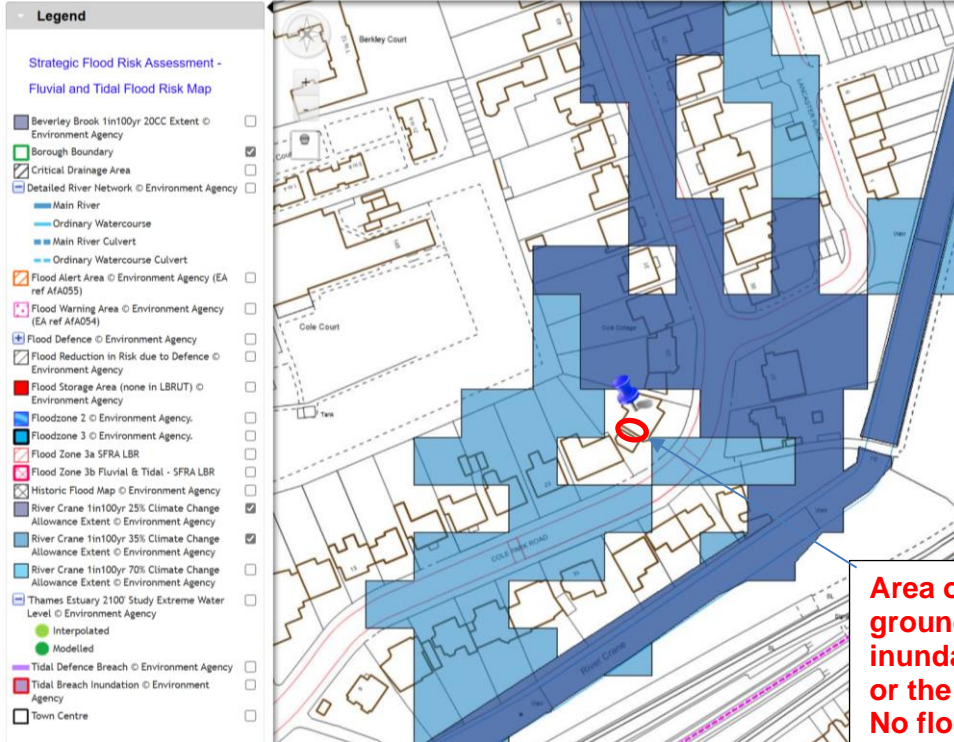 Legend
Strategic Flood Risk Assessment -
Fluvial and Tidal Flood Risk Map
Beverley Brook 1in100yr 20CC Extent ©
Environment Agency
Borough Boundary
Critical Drainage Area
Detailed River Network © Environment Agency
Main River
Ordinary Watercourse
Main River Culvert
Ordinary Watercourse Culvert
Flood Alert Area © Environment Agency (EA
ref AfA055)
Flood Warning Area © Environment Agency
(EA ref AfA054)
Flood Defence © Environment Agency
Flood Reduction in Risk due to Defence ©
Environment Agency
Flood Storage Area (none in LBRUT) ©
Environment Agency
Floodzone 2 © Environment Agency.
Floodzone 3 © Environment Agency.
Flood Zone 3a SFRA LBR
Flood Zone 3b Fluvial & Tidal - SFRA LBR
Historic Flood Map © Environment Agency
River Crane 1in100yr 25% Climate Change
Allowance Extent © Environment Agency
River Crane 1in100yr 35% Climate Change
Allowance Extent © Environment Agency
River Crane 1in100yr 70% Climate Change
Allowance Extent © Environment Agency
'Thames Estuary 2100' Study Extreme Water
Level © Environment Agency
Interpolated
Modelled
Tidal Defence Breach © Environment Agency
Tidal Breach Inundation © Environment
Agency
Town Centre
Berkley Court
LANCASTER PLACE
Cole Court
Cole Cottage
Tank
COLE PARK ROAD
River Crane
Area o
ground
inunda
or the
No floo